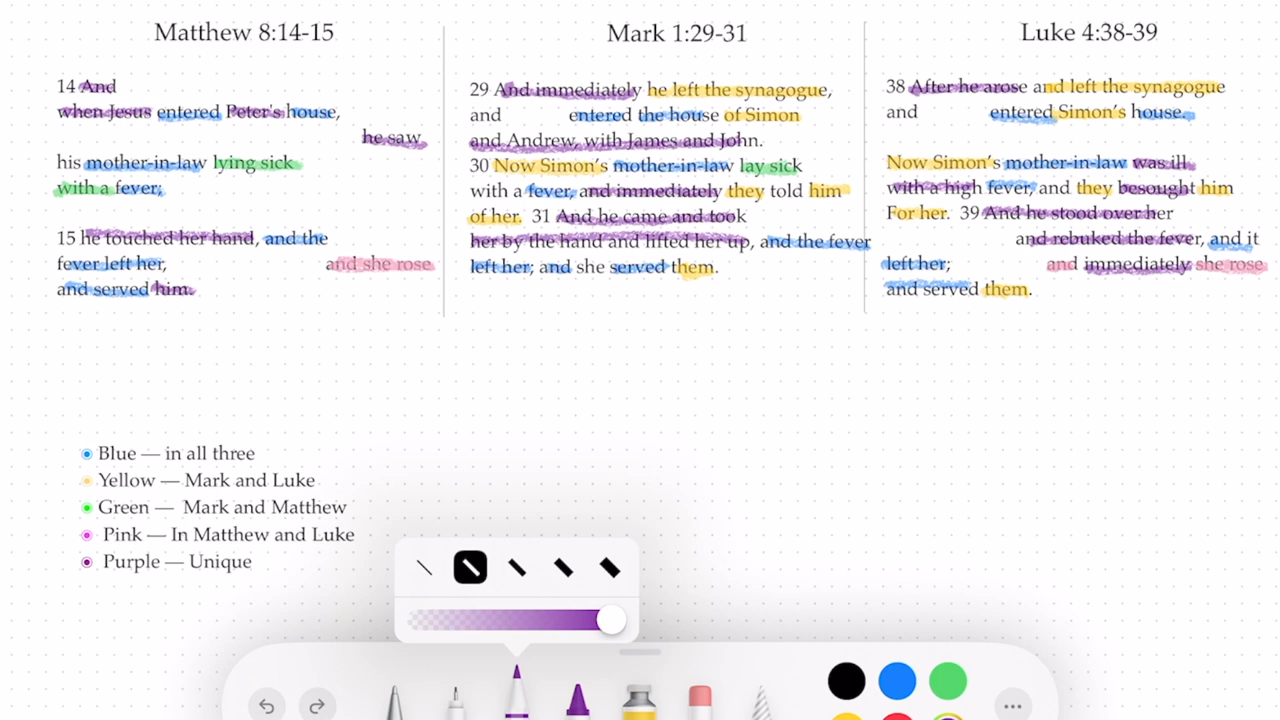 Matthew 8:14-15
14 And
when Jesus entered Peter's house,
he saw
his mother-in-law lying sick
with a fever;
15 he touched her hand, and the
fever left her,
and she rose
and served him.
Mark 1:29-31
29 And immediately he left the synagogue,
and entered the house of Simon
and Andrew, with James and John.
30 Now Simon's mother-in-law lay sick
with a fever, and immediately they told him
of her. 31 And he came and took
her by the hand and lifted her up, and the fever
left her; and she served them.
Luke 4:38-39
38 After he arose and left the synagogue
and entered Simon's house.
Now Simon's mother-in-law was ill
with a high fever, and they besought him
For her. 39 And he stood over her
and rebuked the fever, and it
left her; and immediately she rose
and served them.
Blue — in all three
Yellow — Mark and Luke
Green — Mark and Matthew
Pink — In Matthew and Luke
Purple — Unique